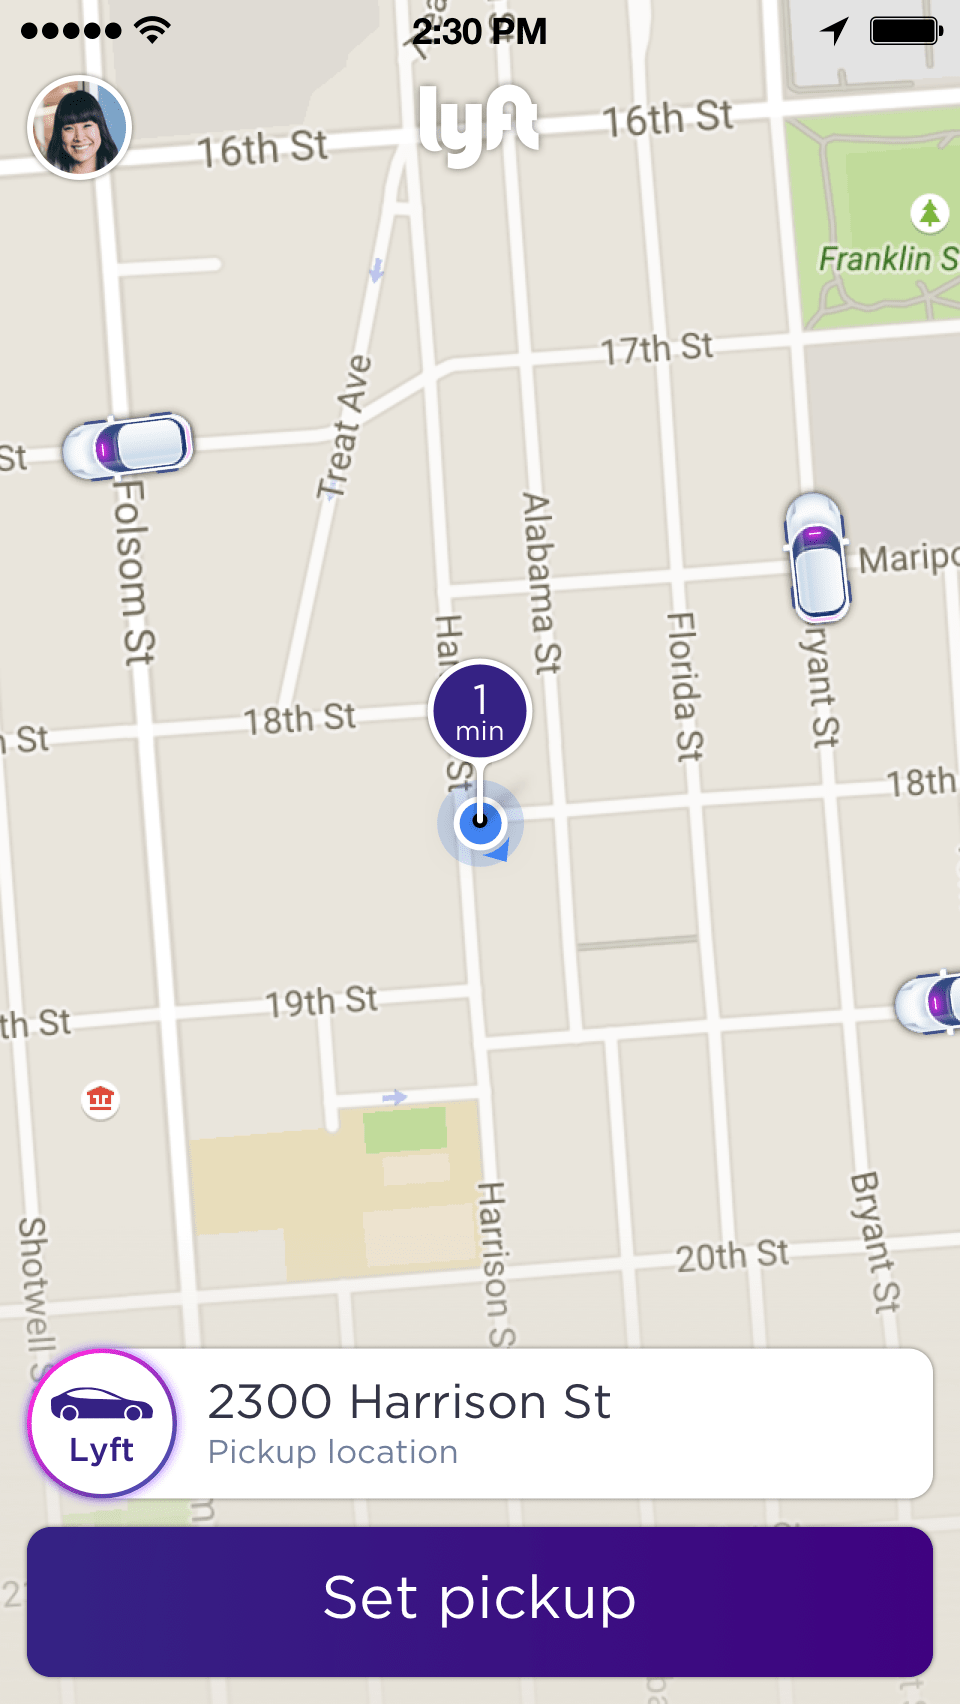 2:30 PM
lyft
16th St
16th St
Franklin S
17th St
Treat Ave
St
Folsom St
Alabama St
Maripo
Har
St
Florida St
ryant St
1
min
18th St
St
18th
19th St
th St
Shotwell S
Harrison S
Bryant St
20th St
Lyft
2300 Harrison St
Pickup location
Set pickup